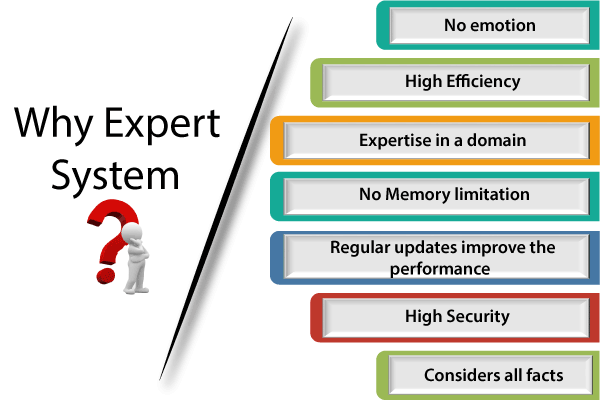 Why Expert
System
No emotion
High Efficiency
Expertise in a domain
No Memory limitation
Regular updates improve the
performance
High Security
Considers all facts